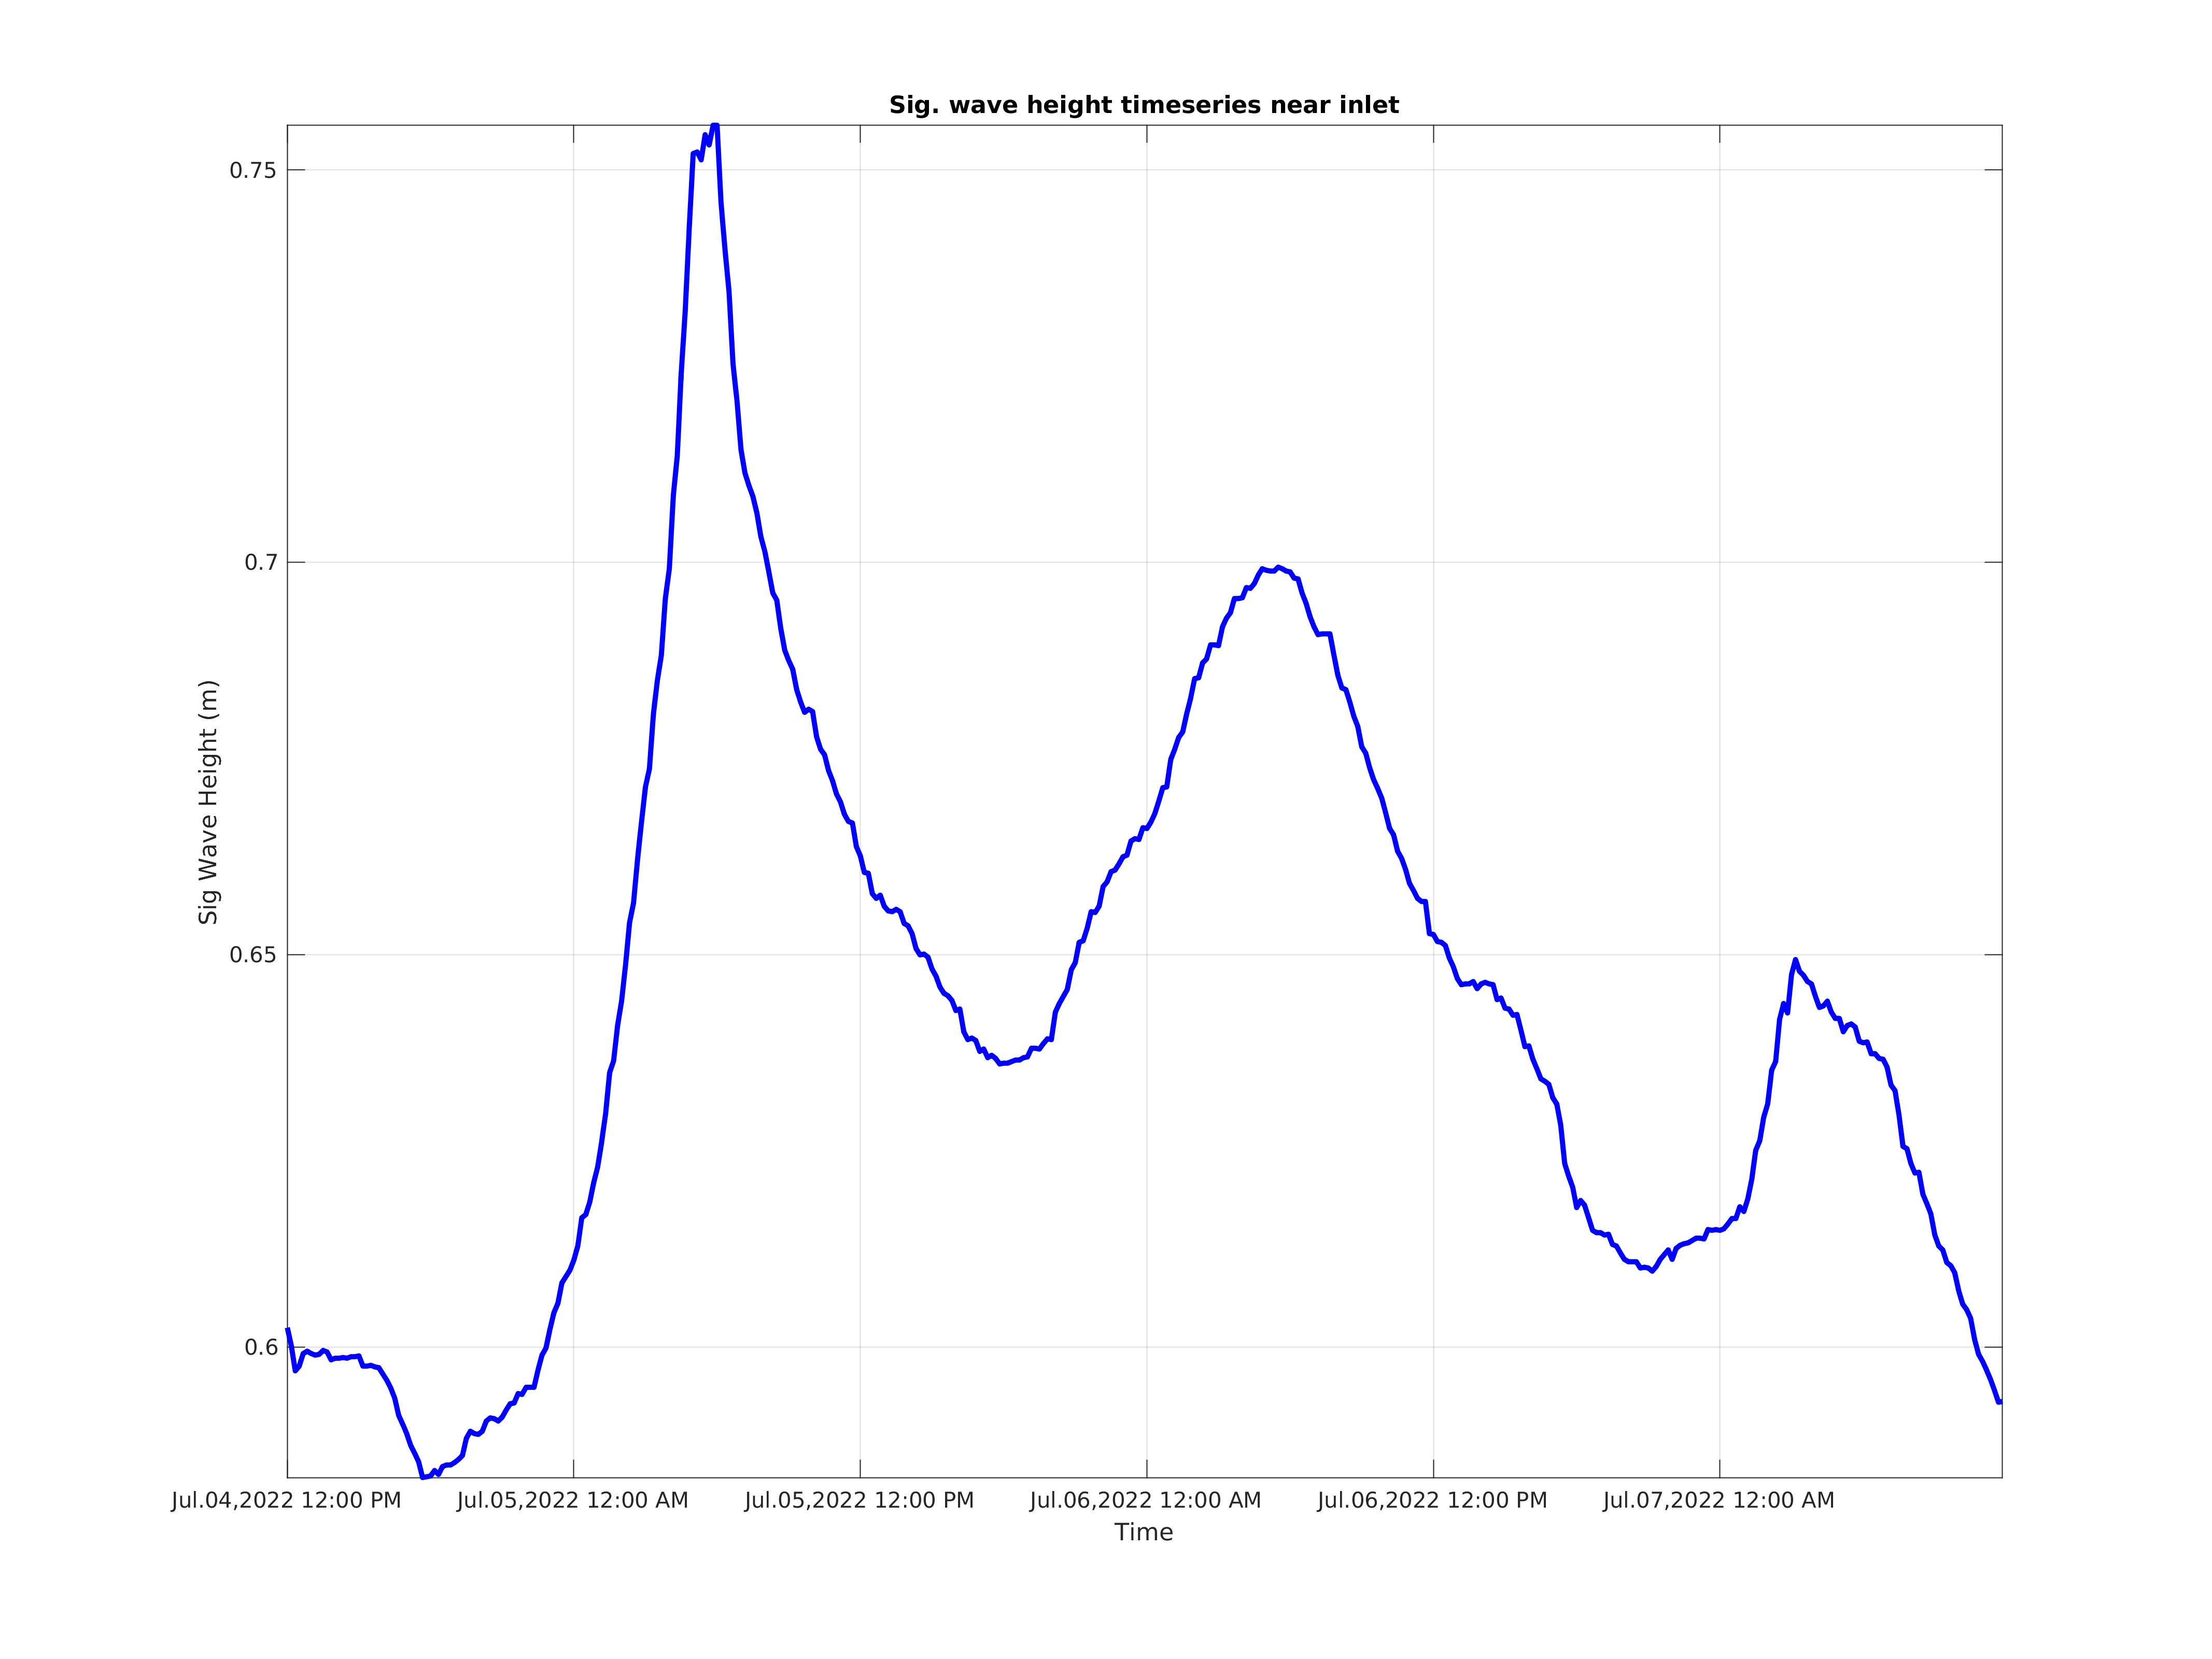 Sig. wave height timeseries near inlet
0.75
0.7
0.65
0.6
Sig Wave Height (m)
Jul.04,2022 12:00 PM Jul.05,2022 12:00 AM Jul.05,2022 12:00 PM Jul.06,2022 12:00 AM Jul.06,2022 12:00 PM Jul.07,2022 12:00 AM
Time